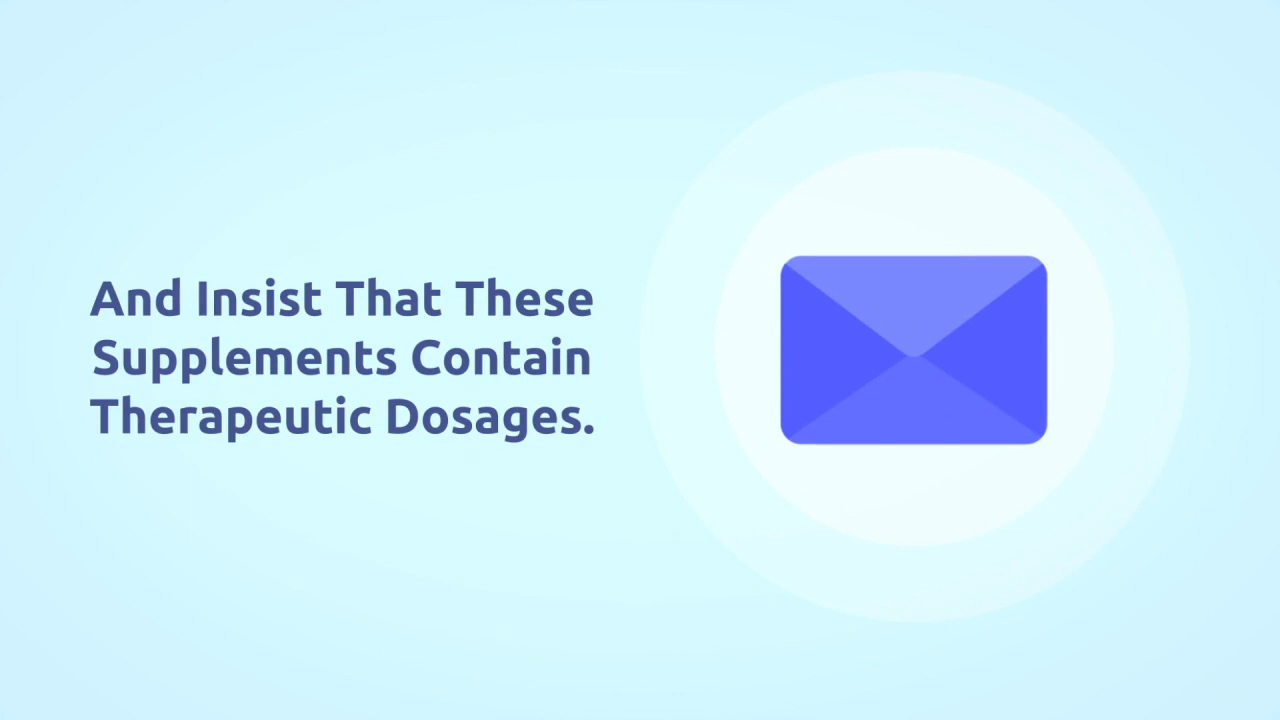 And Insist That These
Supplements Contain
Therapeutic Dosages.